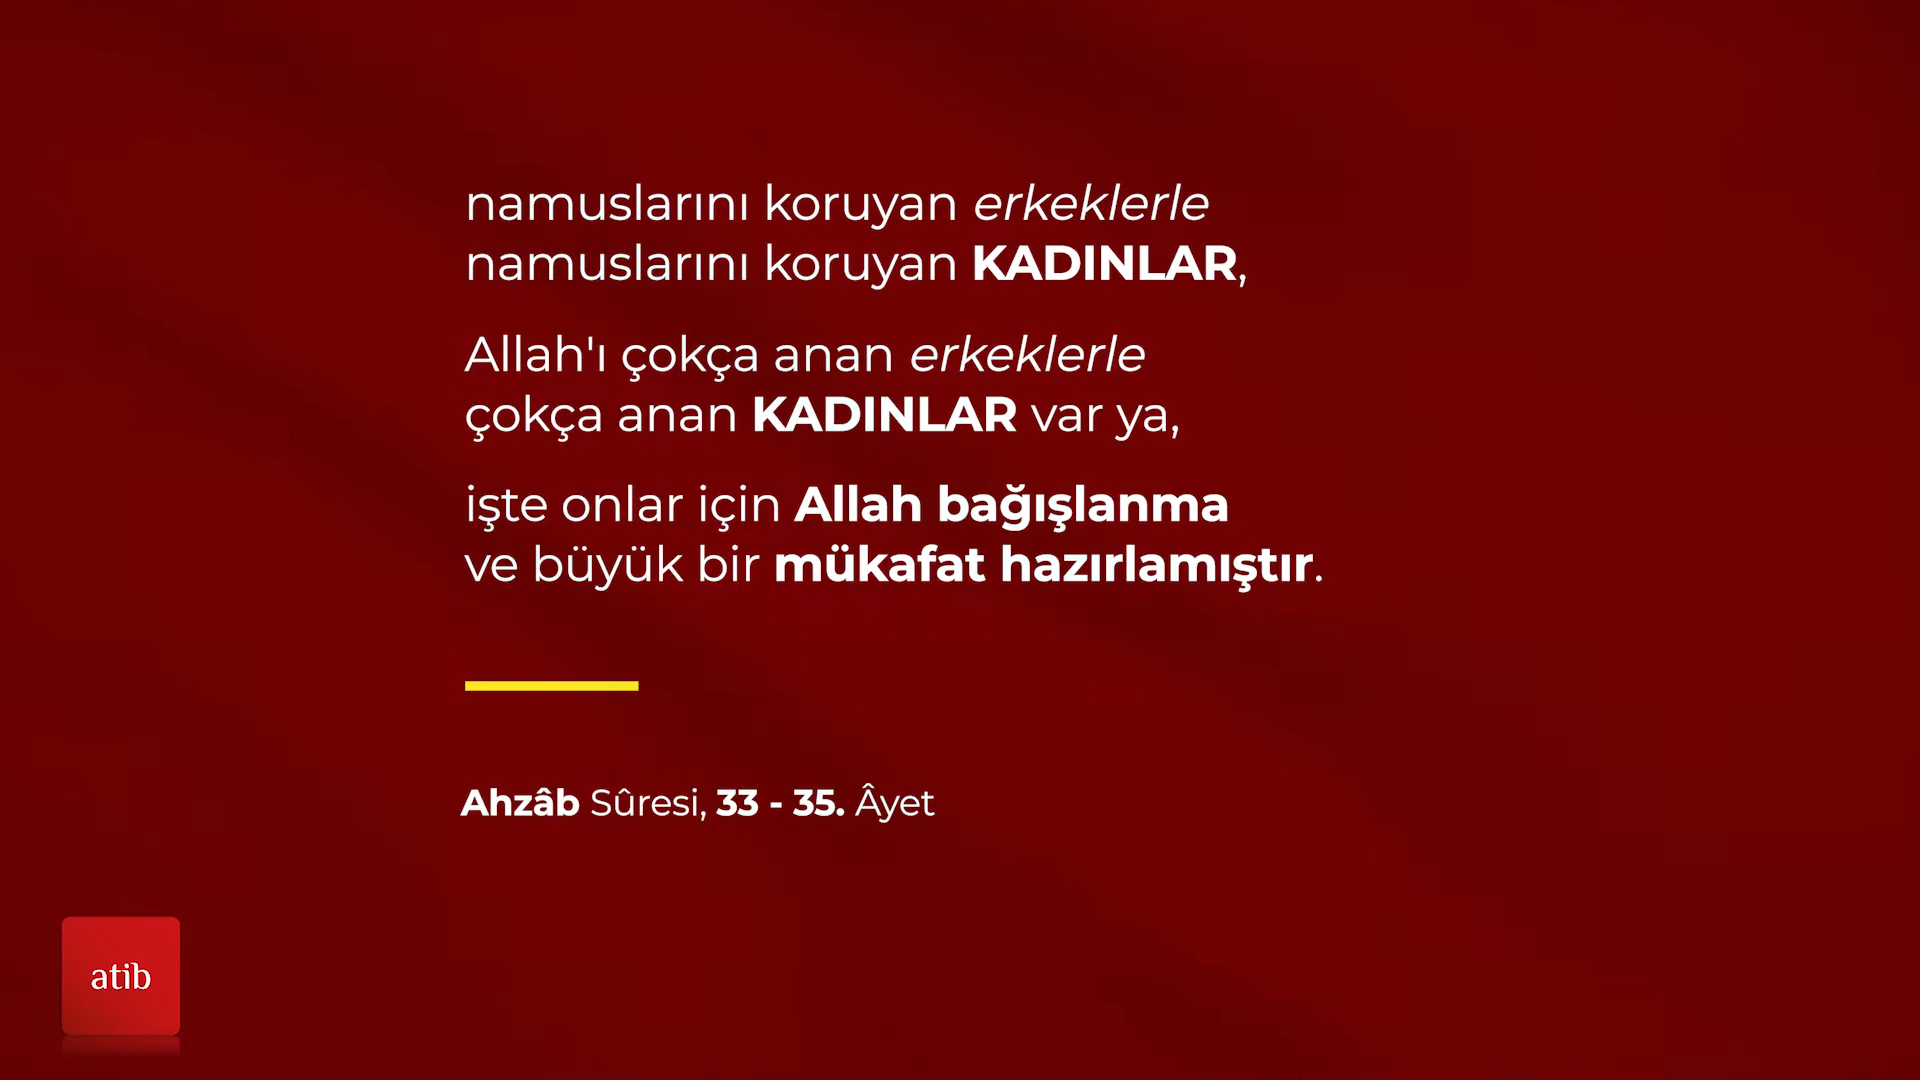 namuslarını koruyan erkeklerle
namuslarını koruyan KADINLAR,
Allah'ı çokça anan erkeklerle
çokça anan KADINLAR var ya,
işte onlar için Allah bağışlanma
ve büyük bir mükafat hazırlamıştır.
Ahzâb Sûresi, 33 - 35. Âyet
atib